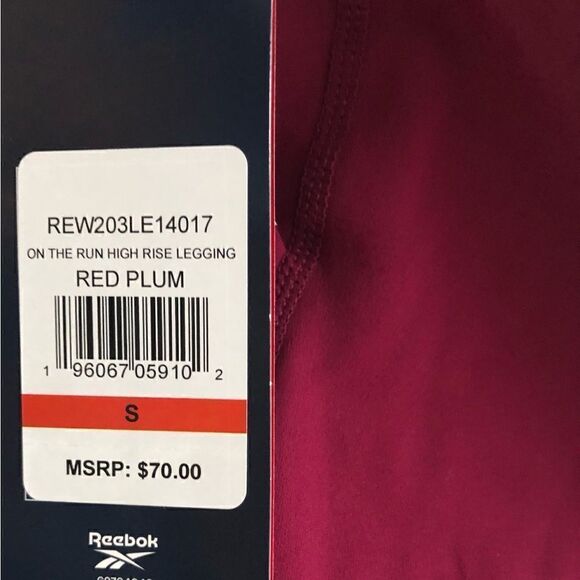 REW203LE14017
ON THE RUN HIGH RISE LEGGING
RED PLUM
1 96067 05910 2
S
MSRP: $70.00
Reebok